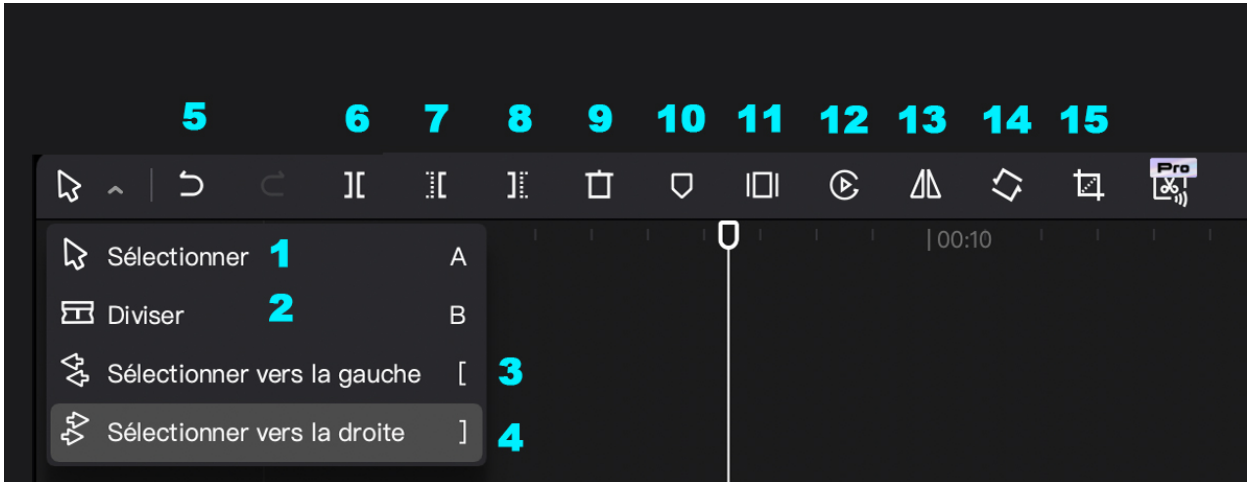 5 6 7 8 9 10 11 12 13 14 15
Pro
00:10
Sélectionner 1 A
Diviser 2 B
Sélectionner vers la gauche [ 3
Sélectionner vers la droite ] 4